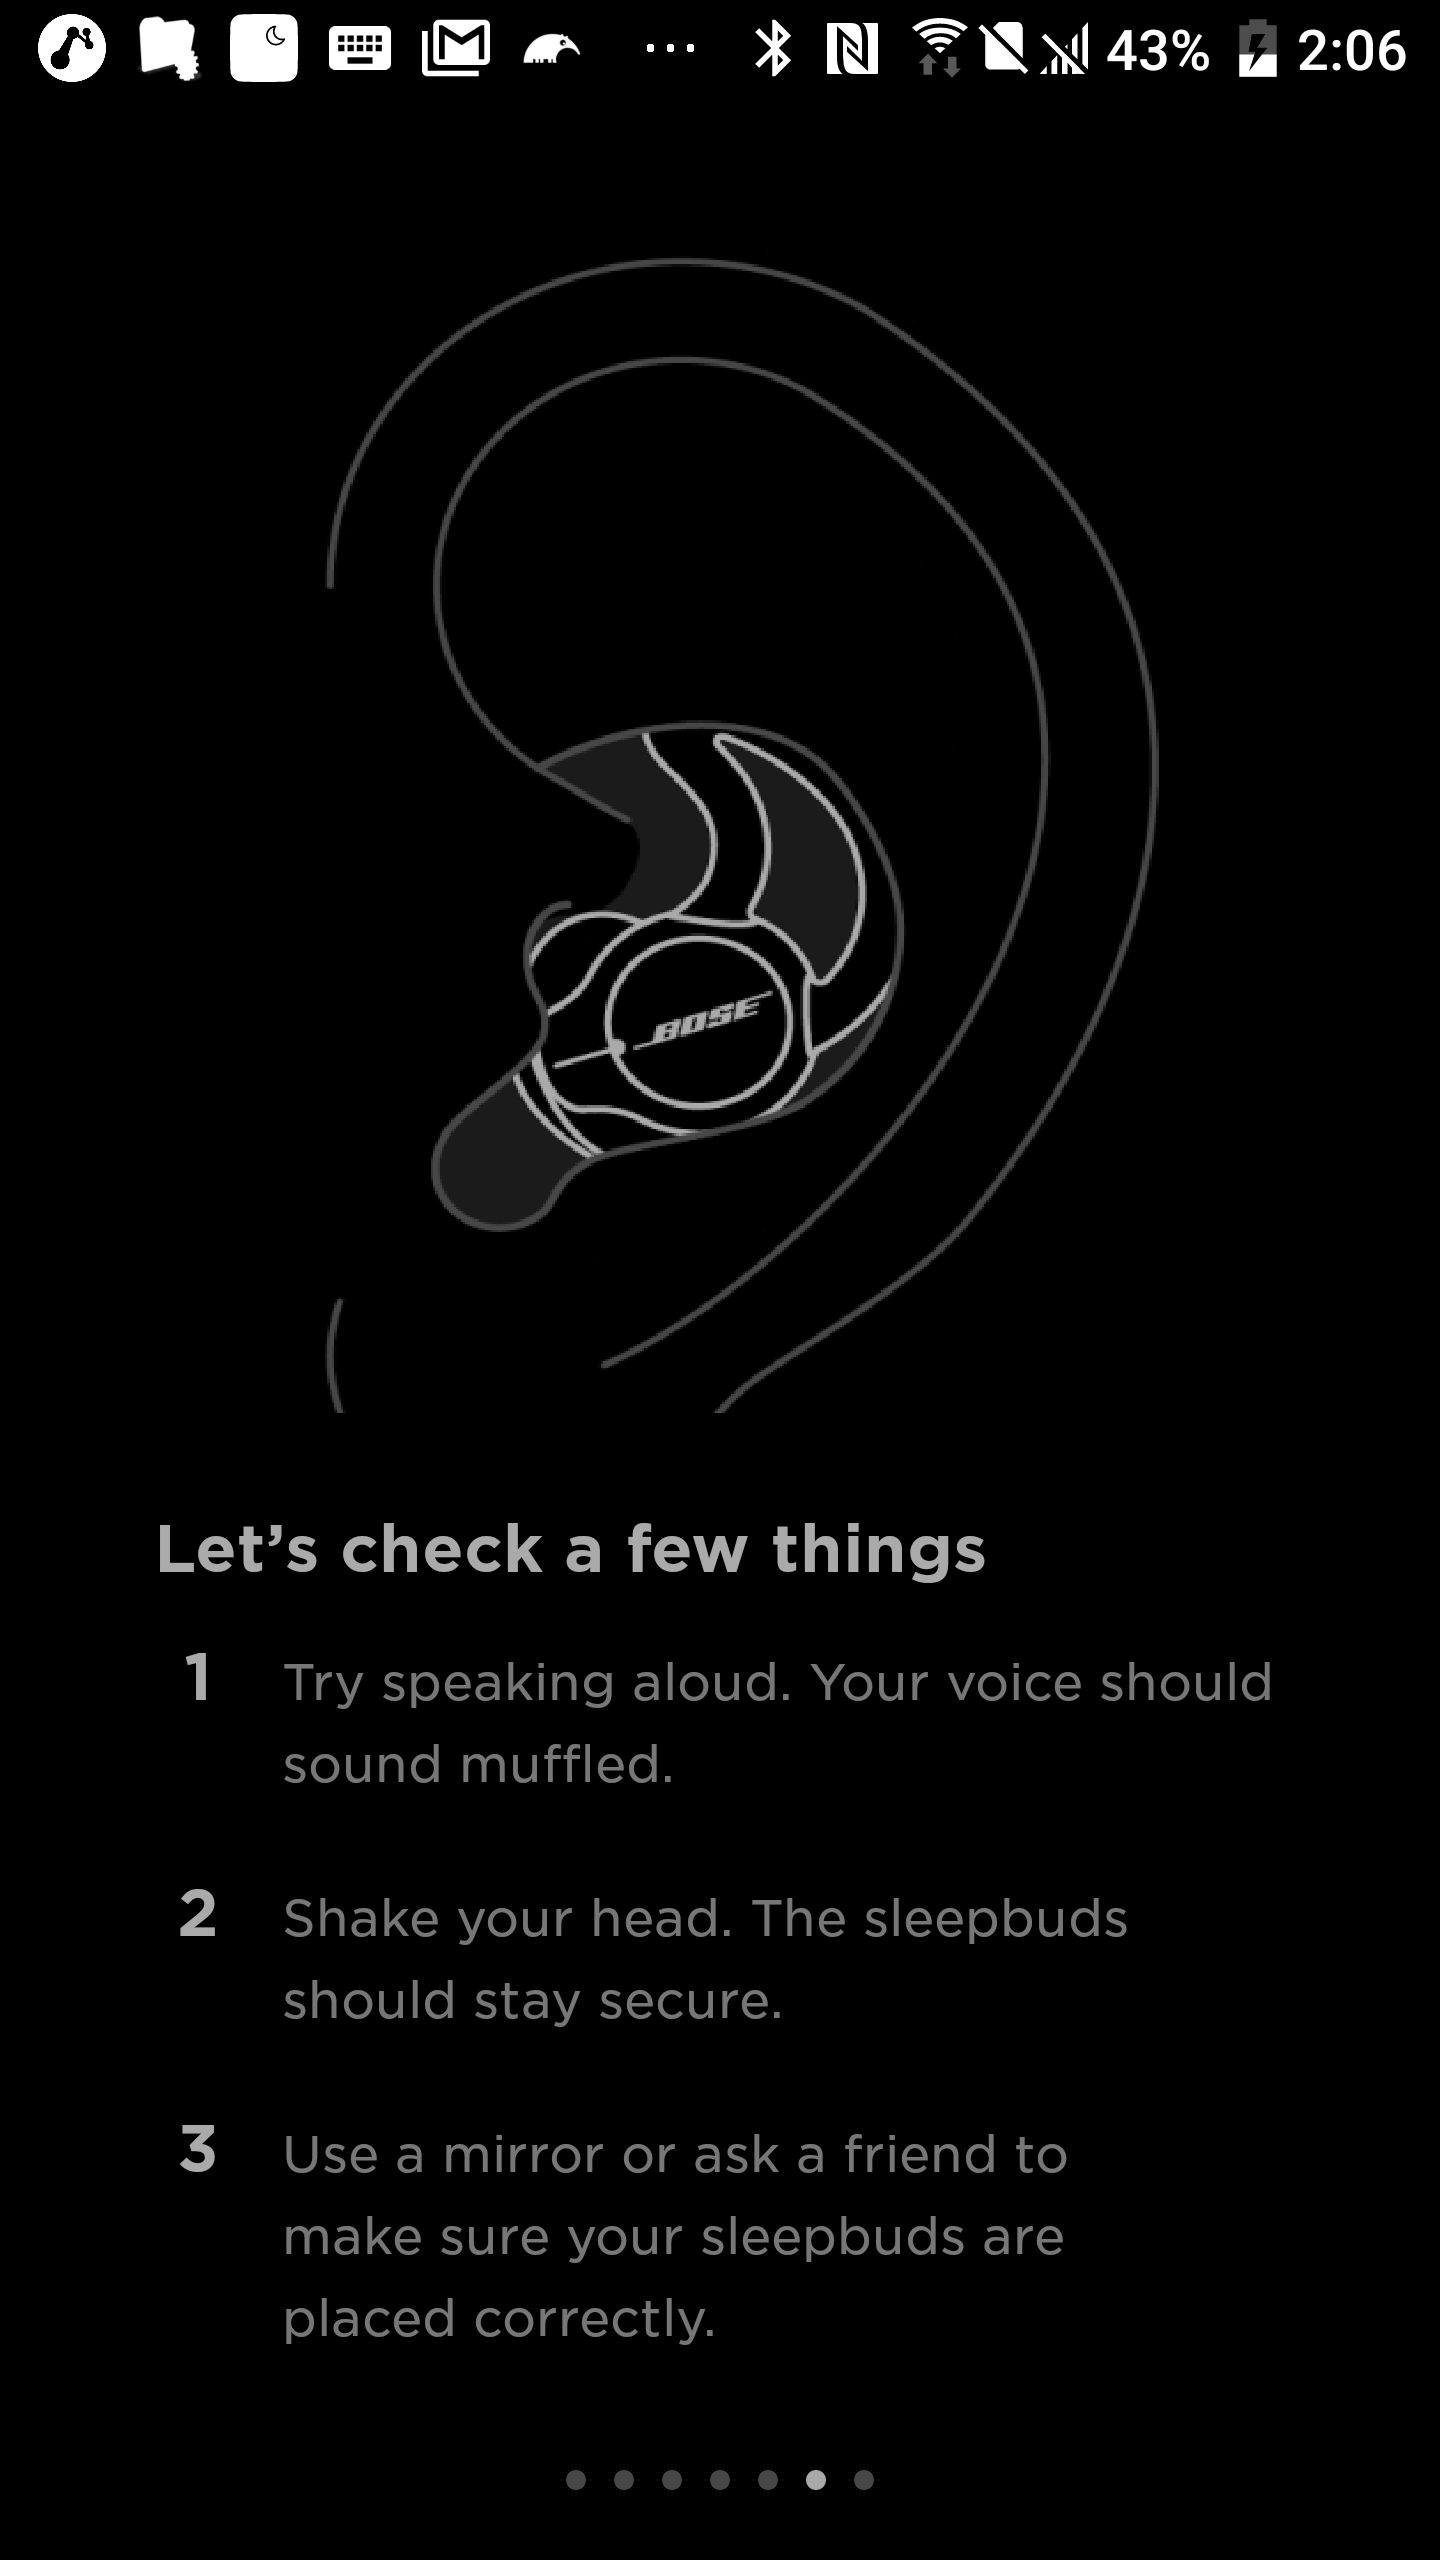 43% 2:06
BOSE
Let’s check a few things
1 Try speaking aloud. Your voice should
sound muffled.
2 Shake your head. The sleepbuds
should stay secure.
3 Use a mirror or ask a friend to
make sure your sleepbuds are
placed correctly.